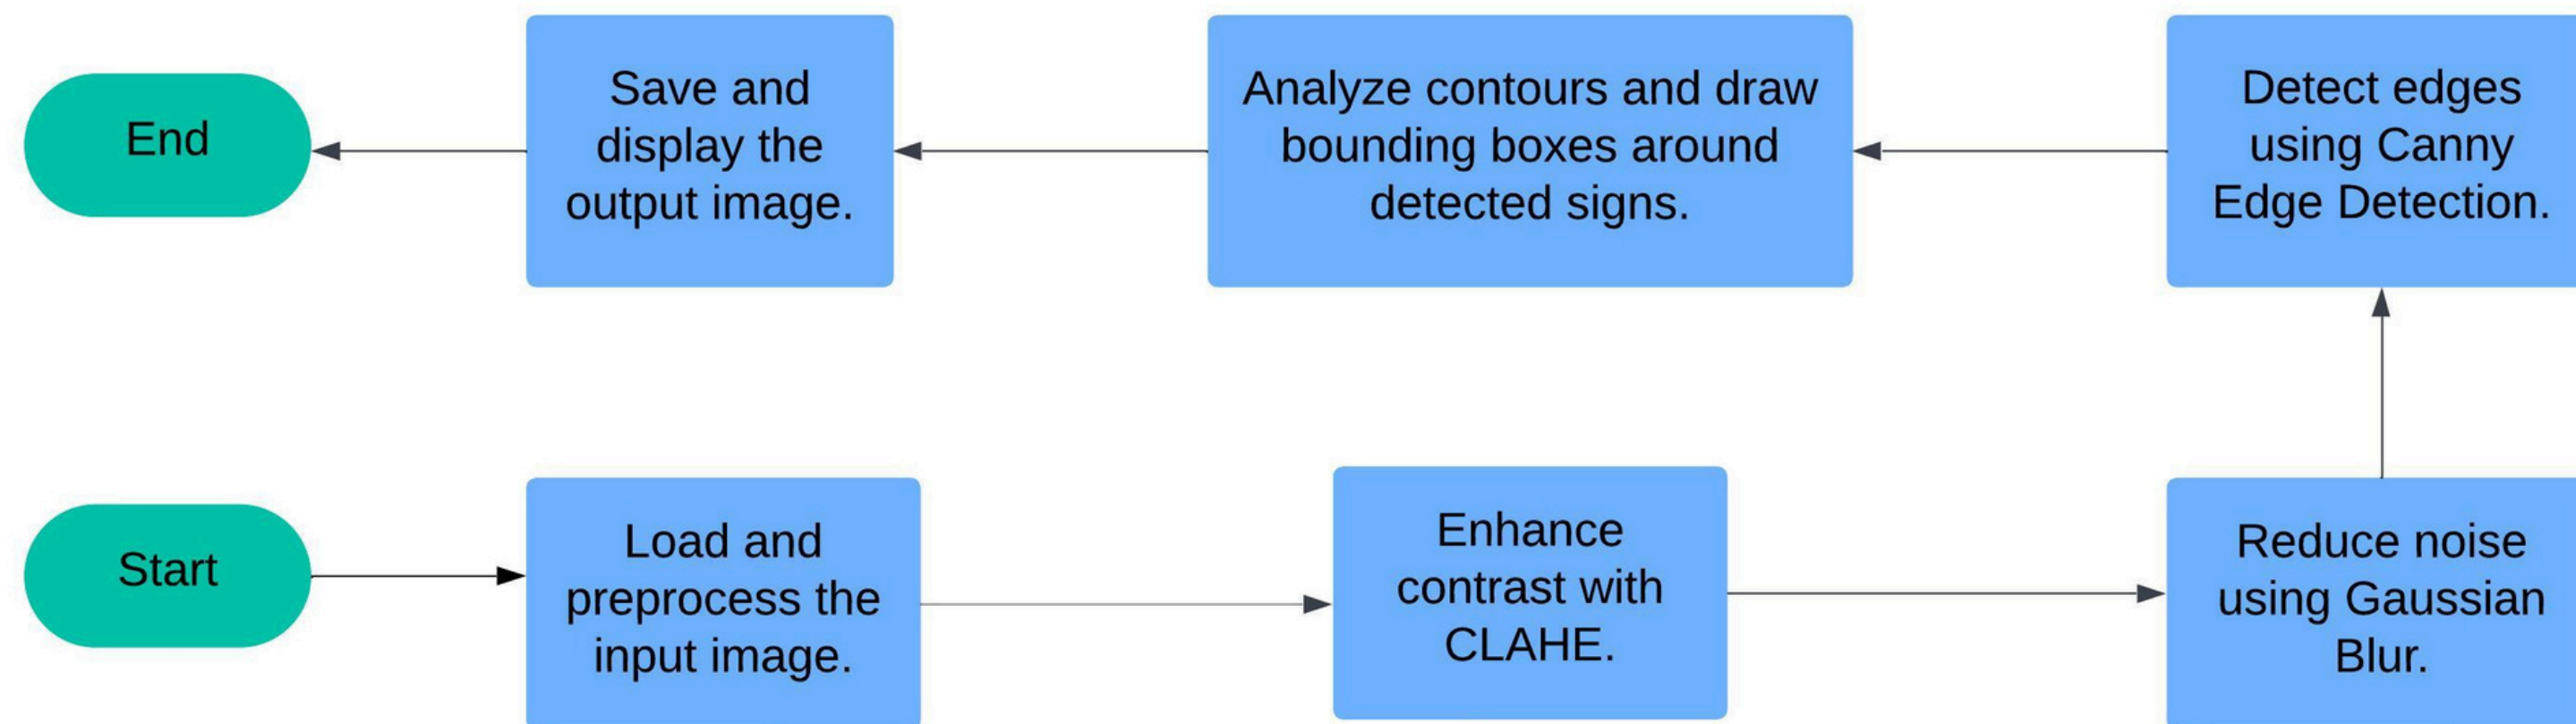 End
Save and
display the
output image.
Analyze contours and draw
bounding boxes around
detected signs.
Detect edges
using Canny
Edge Detection.
Start
Load and
preprocess the
input image.
Enhance
contrast with
CLAHE.
Reduce noise
using Gaussian
Blur.